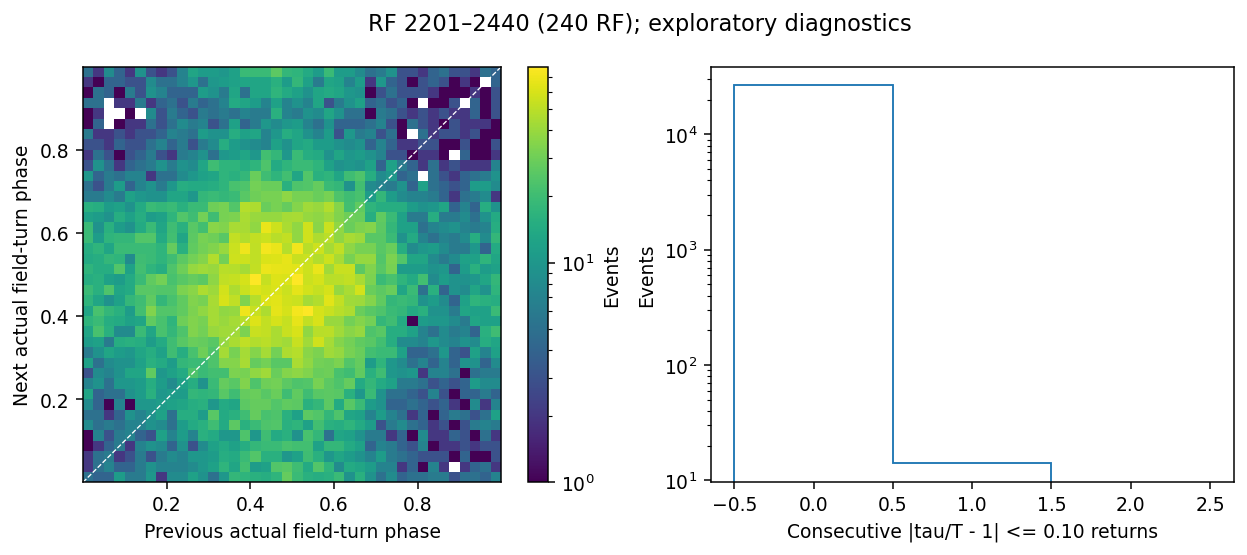 RF 2201–2440 (240 RF); exploratory diagnostics
Next actual field-turn phase
0.8
0.6
0.4
0.2
0.2 0.4 0.6 0.8
Previous actual field-turn phase
10¹
10⁰
Events
Events
10⁴
10³
10²
10¹
−0.5 0.0 0.5 1.0 1.5 2.0 2.5
Consecutive |tau/T - 1| <= 0.10 returns